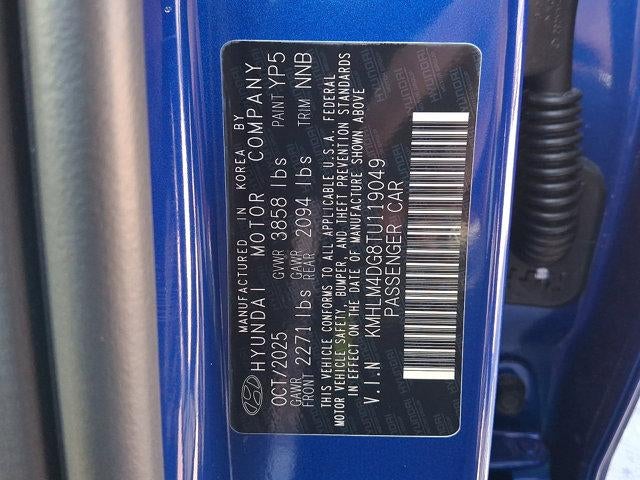 MANUFACTURED IN KOREA BY
HYUNDAI MOTOR COMPANY
OCT/2025 GVWR 3858 lbs PAINT YP5
GAWR FRONT 2271 lbs GAWR REAR 2094 lbs TRIM NNB
THIS VEHICLE CONFORMS TO ALL APPLICABLE U.S.A. FEDERAL
MOTOR VEHICLE SAFETY, BUMPER, AND THEFT PREVENTION STANDARDS
IN EFFECT ON THE DATE OF MANUFACTURE SHOWN ABOVE
V.I.N KMHLM4DG8TU119049
PASSENGER CAR